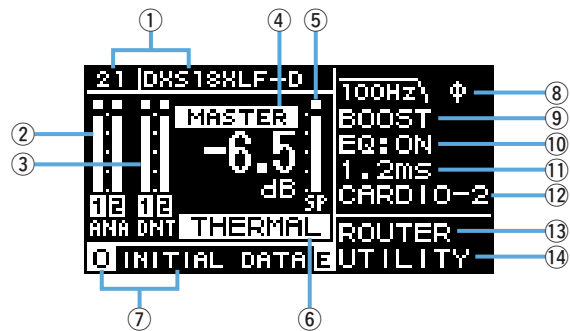 ① ④ ⑤
21 DXS18XLF-D
100Hz ϕ ⑧
② MASTER BOOST ⑨
③ -6.5 EQ:ON ⑩
dB 1.2ms ⑪
1 2 1 2 SP CARDIO-2 ⑫
ANA DNT THERMAL ROUTER ⑬
0 INITIAL DATA E UTILITY ⑭
⑦ ⑥